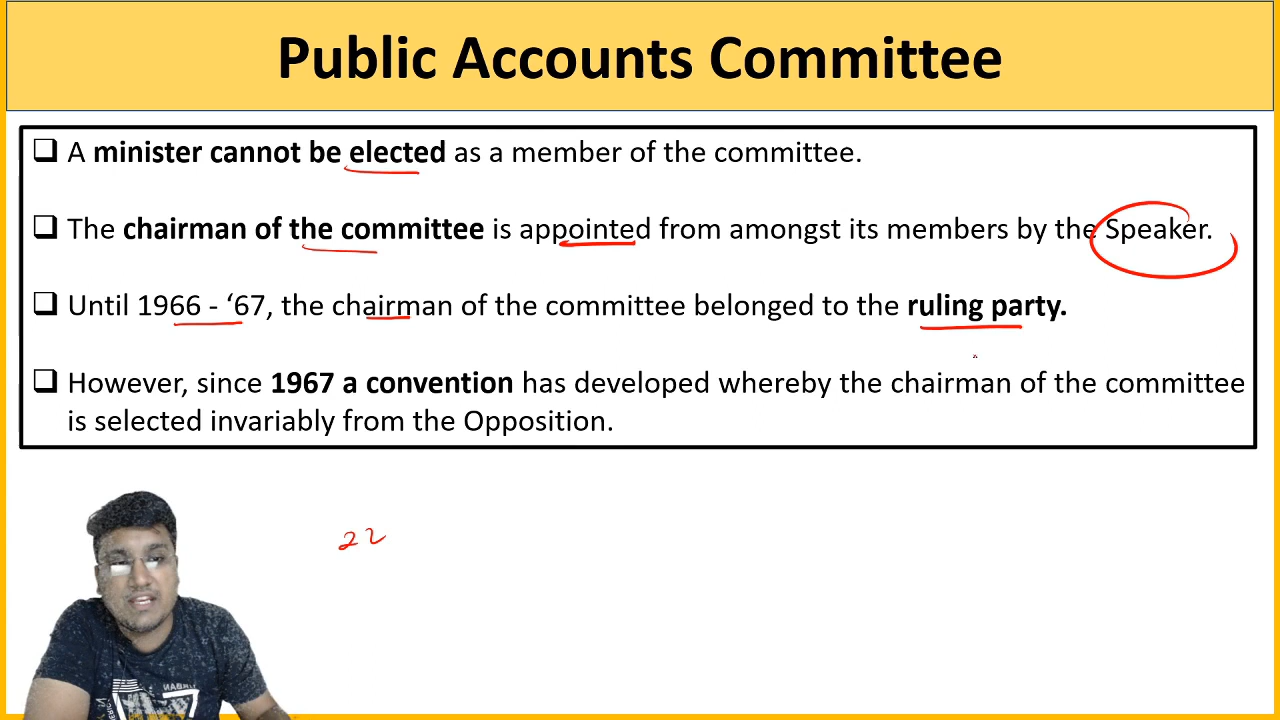 Public Accounts Committee
❑ A minister cannot be elected as a member of the committee.
❑ The chairman of the committee is appointed from amongst its members by the Speaker.
❑ Until 1966 - ‘67, the chairman of the committee belonged to the ruling party.
❑ However, since 1967 a convention has developed whereby the chairman of the committee
is selected invariably from the Opposition.
22